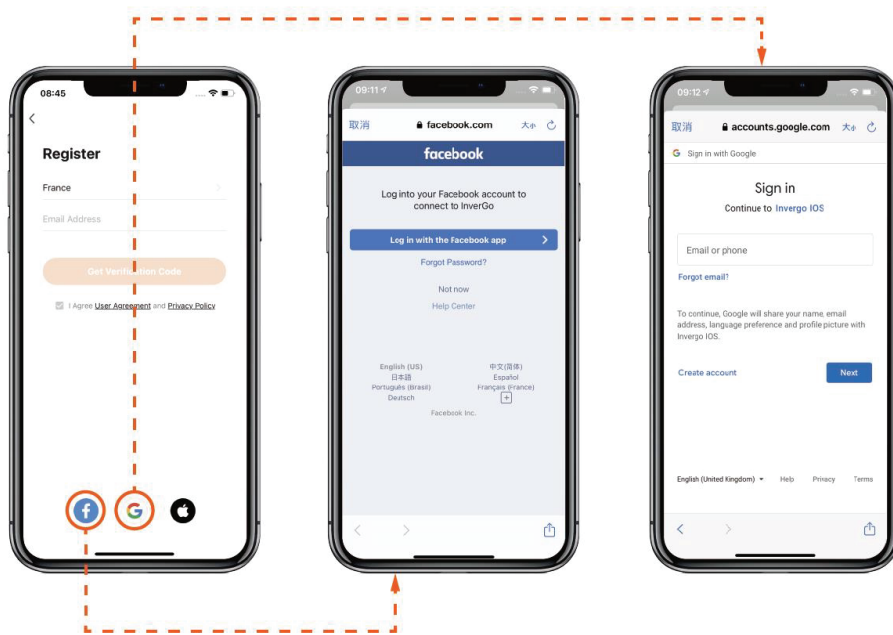 08:45
Register
France
Email Address
Get Verification Code
I Agree User Agreement and Privacy Policy
09:11
取消
facebook.com
大小
facebook
Log into your Facebook account to
connect to InverGo
Log in with the Facebook app
Forgot Password?
Not now
Help Center
English (US)
中文(简体)
日本語
Español
Português (Brasil)
Français (France)
Deutsch
Facebook Inc.
09:12
取消
accounts.google.com
大小
Sign in with Google
Sign in
Continue to Invergo IOS
Email or phone
Forgot email?
To continue, Google will share your name, email
address, language preference and profile picture with
Invergo IOS.
Create account
Next
English (United Kingdom)
Help
Privacy
Terms